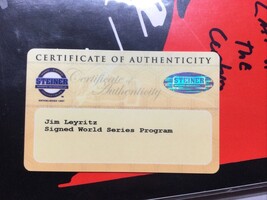 the
CERTIFICATE OF AUTHENTICITY
Certificate of
Authenticity
STEINER
STEINER
Jim Leyritz
Signed World Series Program